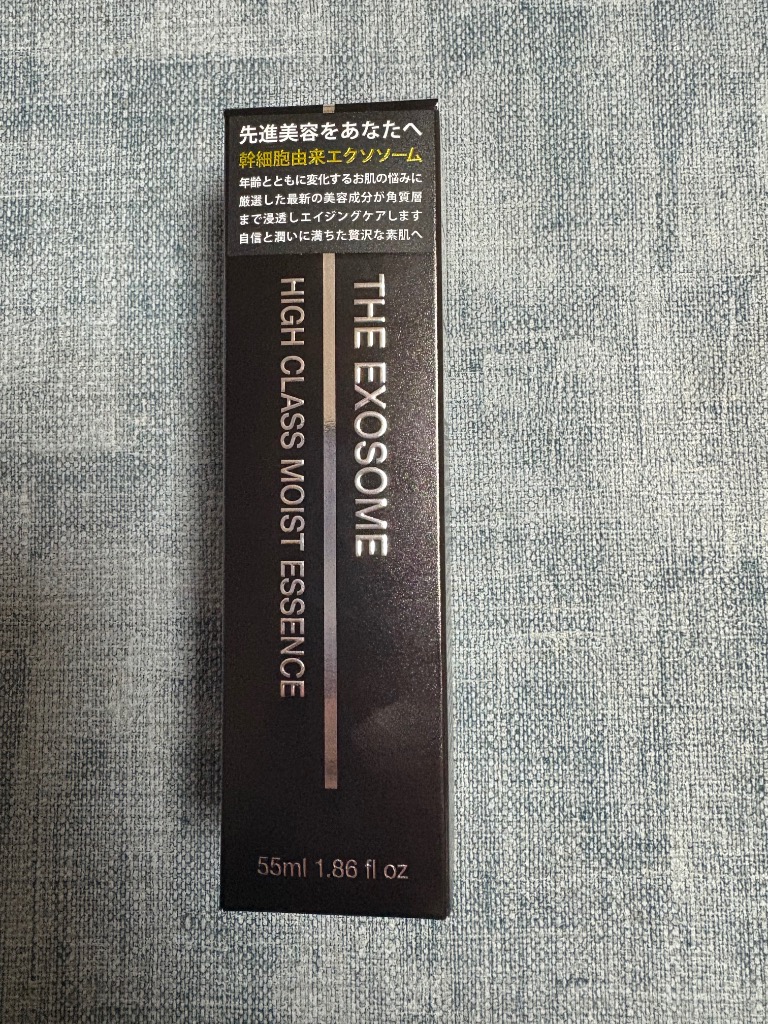 先進美容をあなたへ
幹細胞由来エクソソーム
年齢とともに変化するお肌の悩みに
厳選した最新の美容成分が角質層
まで浸透しエイジングケアします
自信と潤いに満ちた贅沢な素肌へ
THE EXOSOME
HIGH CLASS MOIST ESSENCE
55ml 1.86 fl oz